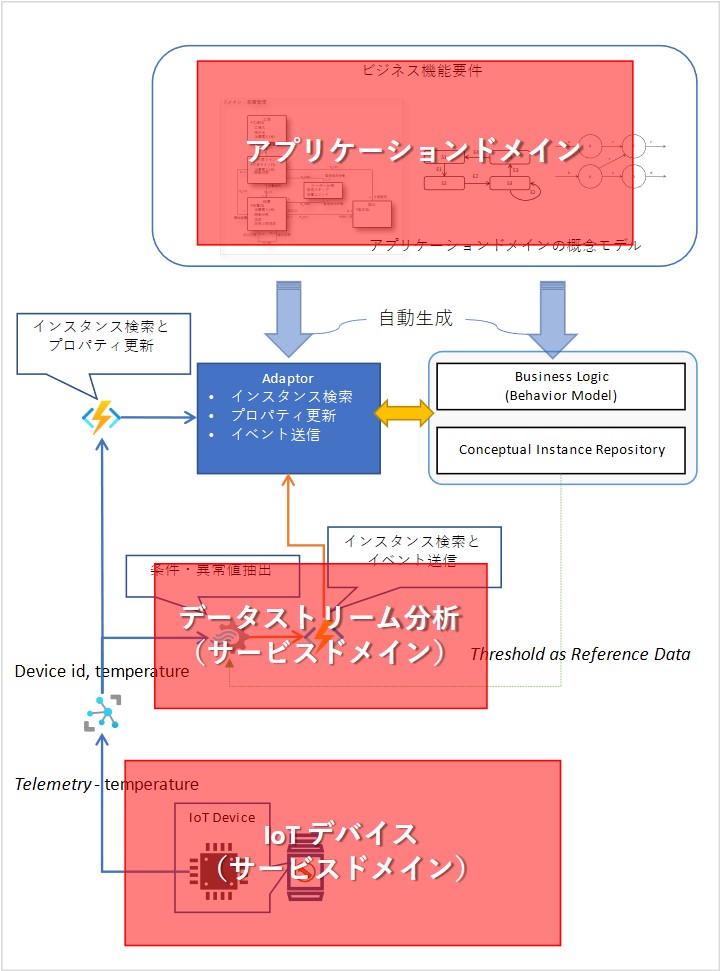 ビジネス機能要件
アプリケーションドメイン
E1
E2
E3
アプリケーションドメインの概念モデル
自動生成
インスタンス検索と
プロパティ更新
Adaptor
• インスタンス検索
• プロパティ更新
• イベント送信
Business Logic
(Behavior Model)
Conceptual Instance Repository
インスタンス検索と
イベント送信
条件・異常値抽出
データストリーム分析
（サービスドメイン）
Threshold as Reference Data
Device id, temperature
Telemetry - temperature
IoT Device
IoT デバイス
（サービスドメイン）